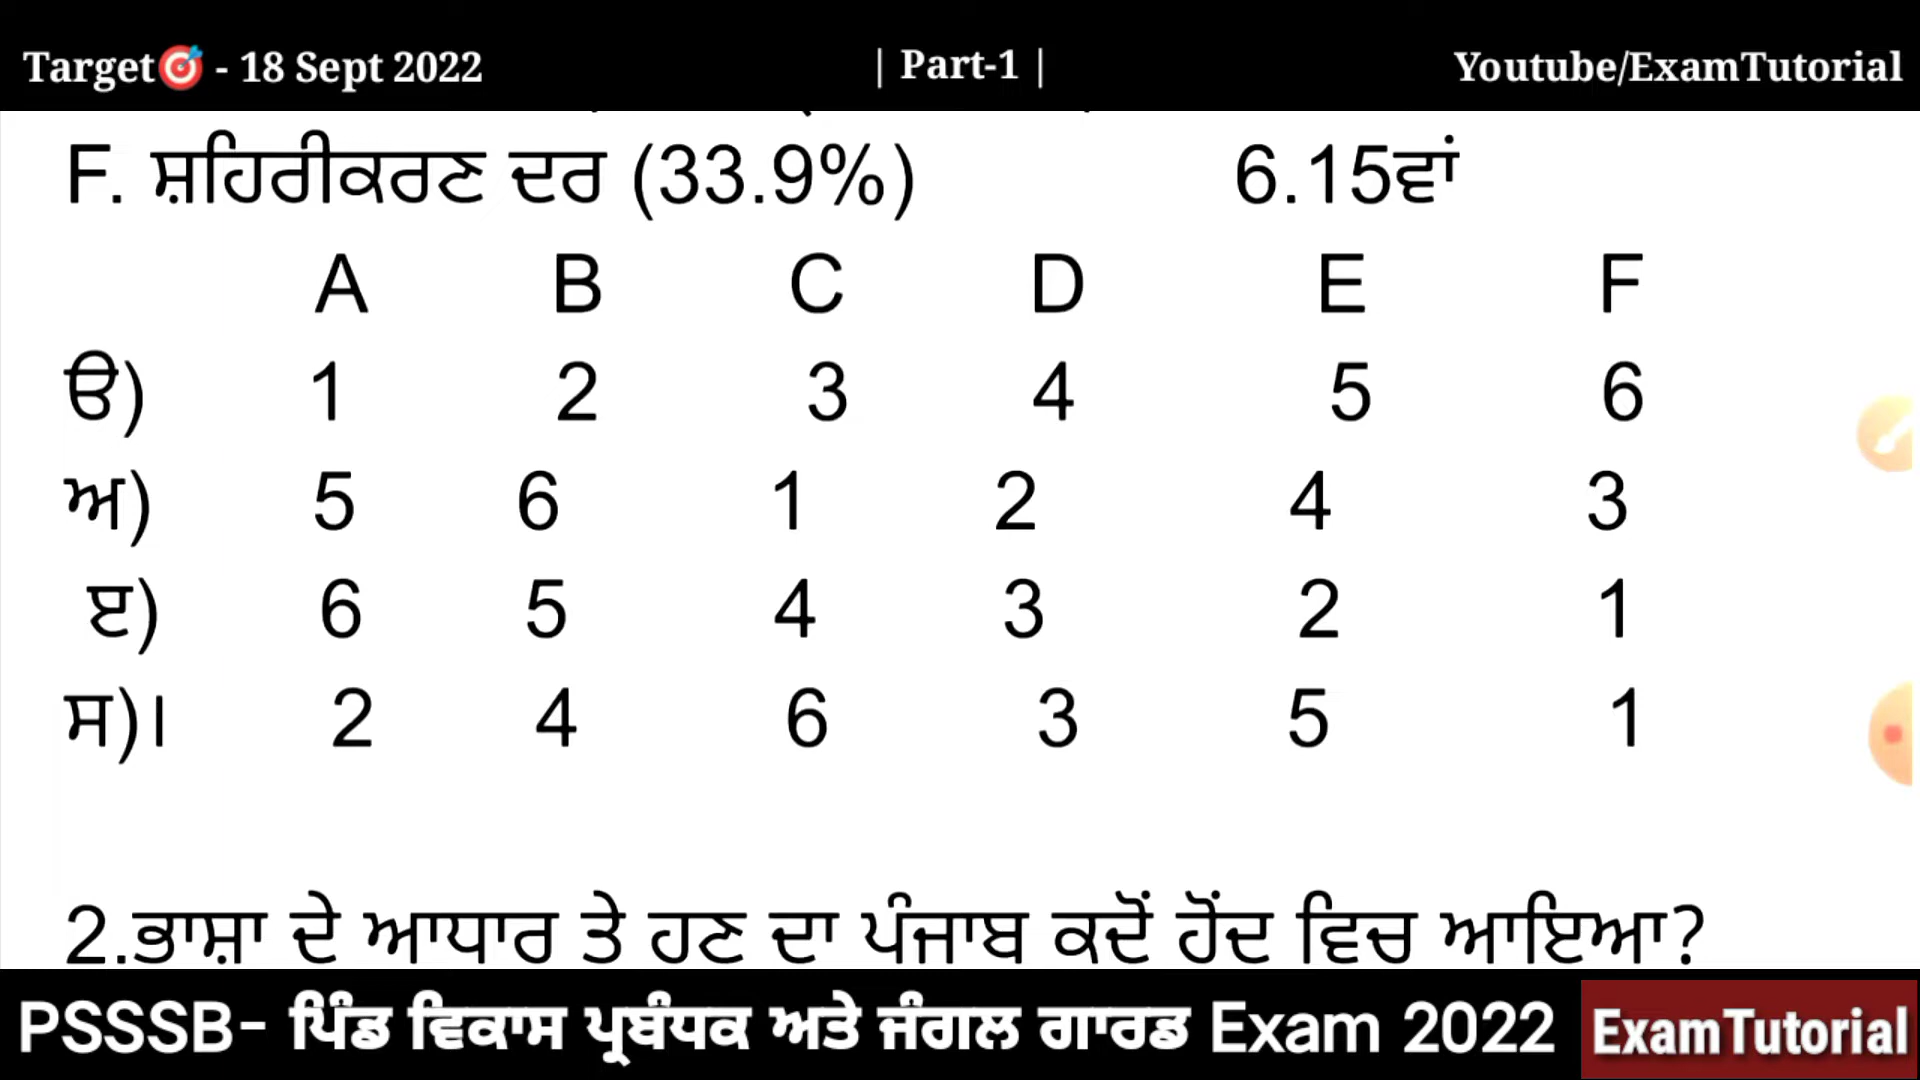 Target🎯 - 18 Sept 2022 | Part-1 | Youtube/ExamTutorial
F. ਸ਼ਹਿਰੀਕਰਣ ਦਰ (33.9%) 6.15ਵਾਂ
A B C D E F
ੳ) 1 2 3 4 5 6
ਅ) 5 6 1 2 4 3
ੲ) 6 5 4 3 2 1
ਸ)। 2 4 6 3 5 1
2.ਭਾਸ਼ਾ ਦੇ ਆਧਾਰ ਤੇ ਹਣ ਦਾ ਪੰਜਾਬ ਕਦੋਂ ਹੋਂਦ ਵਿਚ ਆਇਆ?
PSSSB- ਪਿੰਡ ਵਿਕਾਸ ਪ੍ਰਬੰਧਕ ਅਤੇ ਜੰਗਲ ਗਾਰਡ Exam 2022 ExamTutorial